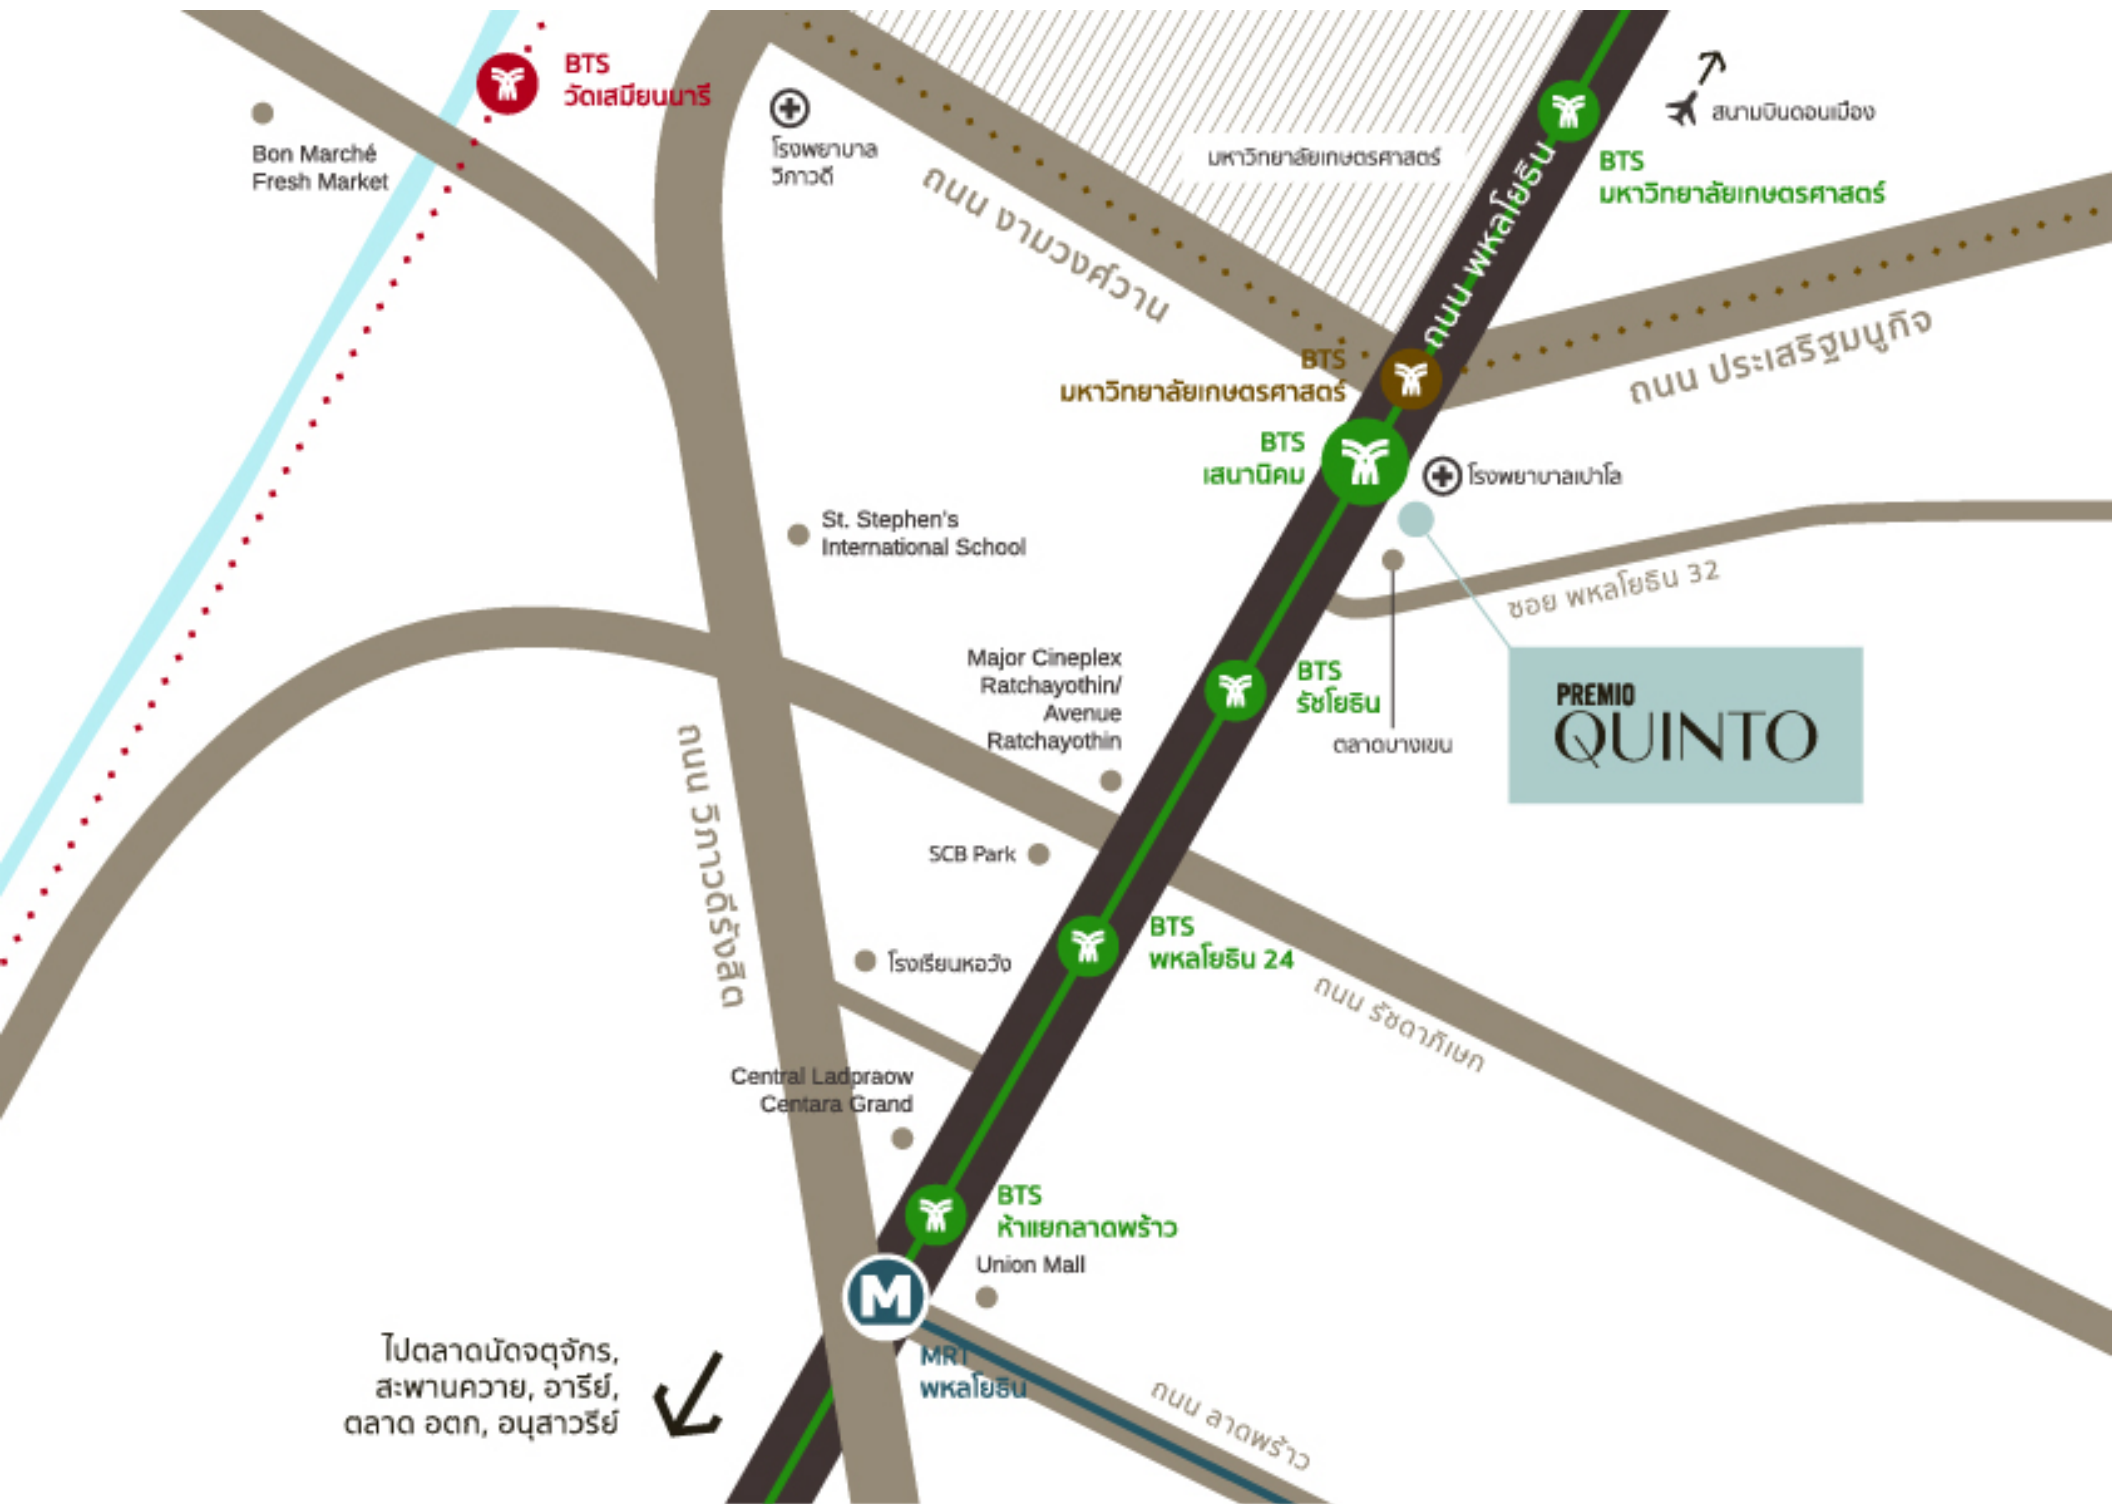 BTS
วัดเสมียนนารี
Bon Marché
Fresh Market
โรงพยาบาล
วิภาวดี
ถนน งามวงศ์วาน
มหาวิทยาลัยเกษตรศาสตร์
ถนน พหลโยธิน
สนามบินดอนเมือง
BTS
มหาวิทยาลัยเกษตรศาสตร์
ถนน ประเสริฐมนูกิจ
BTS
มหาวิทยาลัยเกษตรศาสตร์
BTS
เสนานิคม
โรงพยาบาลเปาโล
St. Stephen's
International School
ซอย พหลโยธิน 32
Major Cineplex
Ratchayothin/
Avenue
Ratchayothin
BTS
รัชโยธิน
ตลาดบางเขน
PREMIO
QUINTO
ถนน วิภาวดีรังสิต
SCB Park
BTS
พหลโยธิน 24
โรงเรียนหอวัง
ถนน รัชดาภิเษก
Central Ladpraow
Centara Grand
BTS
ห้าแยกลาดพร้าว
Union Mall
M
MRT
พหลโยธิน
ถนน ลาดพร้าว
ไปตลาดนัดจตุจักร,
สะพานควาย, อารีย์,
ตลาด อตก, อนุสาวรีย์